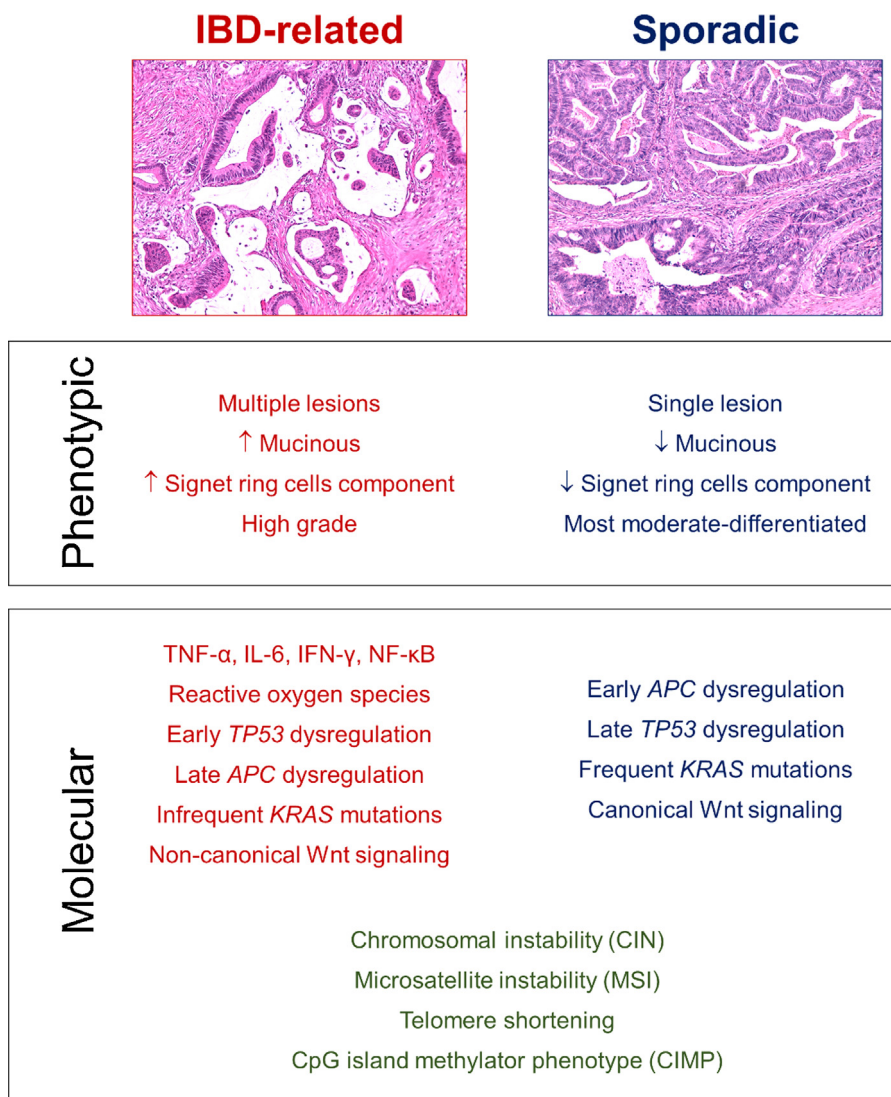 IBD-related
Sporadic
Phenotypic
Multiple lesions
↑ Mucinous
↑ Signet ring cells component
High grade
Single lesion
↓ Mucinous
↓ Signet ring cells component
Most moderate-differentiated
Molecular
TNF-α, IL-6, IFN-γ, NF-κB
Reactive oxygen species
Early TP53 dysregulation
Late APC dysregulation
Infrequent KRAS mutations
Non-canonical Wnt signaling
Early APC dysregulation
Late TP53 dysregulation
Frequent KRAS mutations
Canonical Wnt signaling
Chromosomal instability (CIN)
Microsatellite instability (MSI)
Telomere shortening
CpG island methylator phenotype (CIMP)